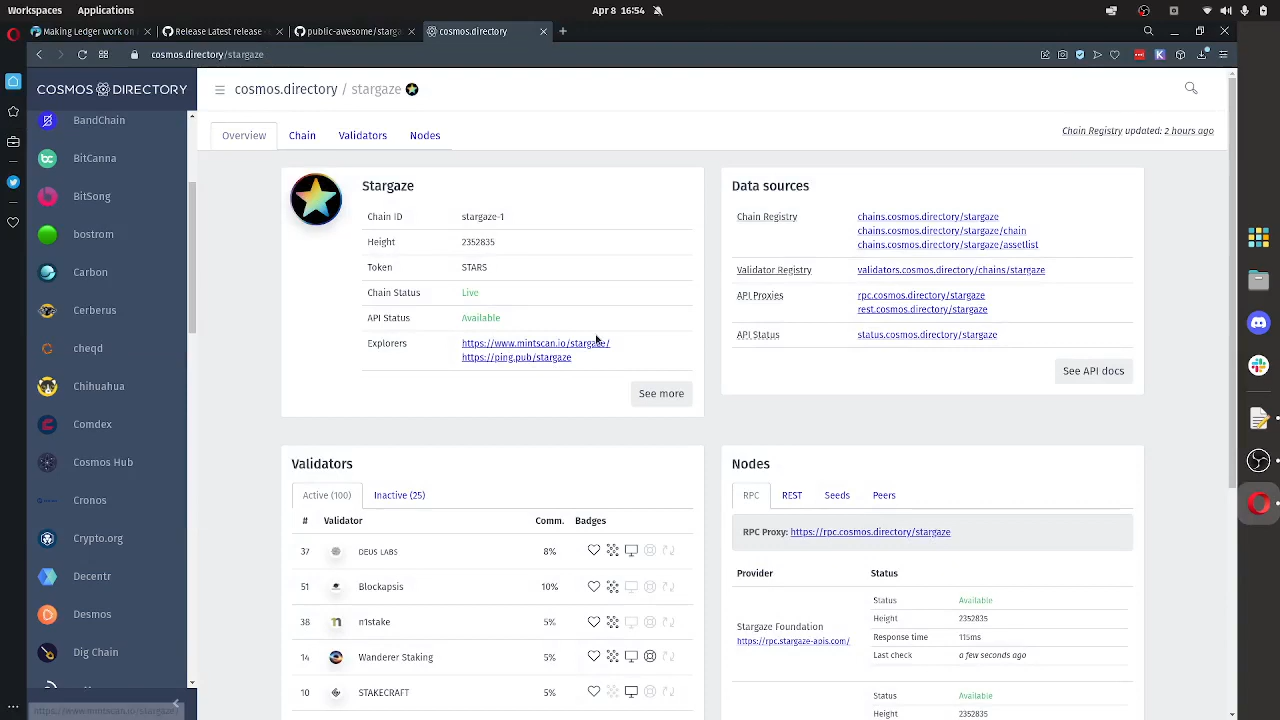 Workspaces Applications Apr 8 16:54
Making Ledger work on Release Latest release public-awesome/starga cosmos.directory
cosmos.directory/stargaze
COSMOS DIRECTORY
cosmos.directory / stargaze
Overview Chain Validators Nodes
Chain Registry updated: 2 hours ago
BandChain
BitCanna
BitSong
bostrom
Carbon
Cerberus
cheqd
Chihuahua
Comdex
Cosmos Hub
Cronos
Crypto.org
Decentr
Desmos
Dig Chain
https://www.mintscan.io/stargaze/
Stargaze
Chain ID stargaze-1
Height 2352835
Token STARS
Chain Status Live
API Status Available
Explorers https://www.mintscan.io/stargaze/
https://ping.pub/stargaze
See more
Data sources
Chain Registry chains.cosmos.directory/stargaze
chains.cosmos.directory/stargaze/chain
chains.cosmos.directory/stargaze/assetlist
Validator Registry validators.cosmos.directory/chains/stargaze
API Proxies rpc.cosmos.directory/stargaze
rest.cosmos.directory/stargaze
API Status status.cosmos.directory/stargaze
See API docs
Validators
Active (100) Inactive (25)
# Validator Comm. Badges
37 DEUS LABS 8%
51 Blockapsis 10%
38 n1stake 5%
14 Wanderer Staking 5%
10 STAKECRAFT 5%
Nodes
RPC REST Seeds Peers
RPC Proxy: https://rpc.cosmos.directory/stargaze
Provider Status
Stargaze Foundation
https://rpc.stargaze-apis.com/
Status Available
Height 2352835
Response time 115ms
Last check a few seconds ago
Status Available
Height 2352835